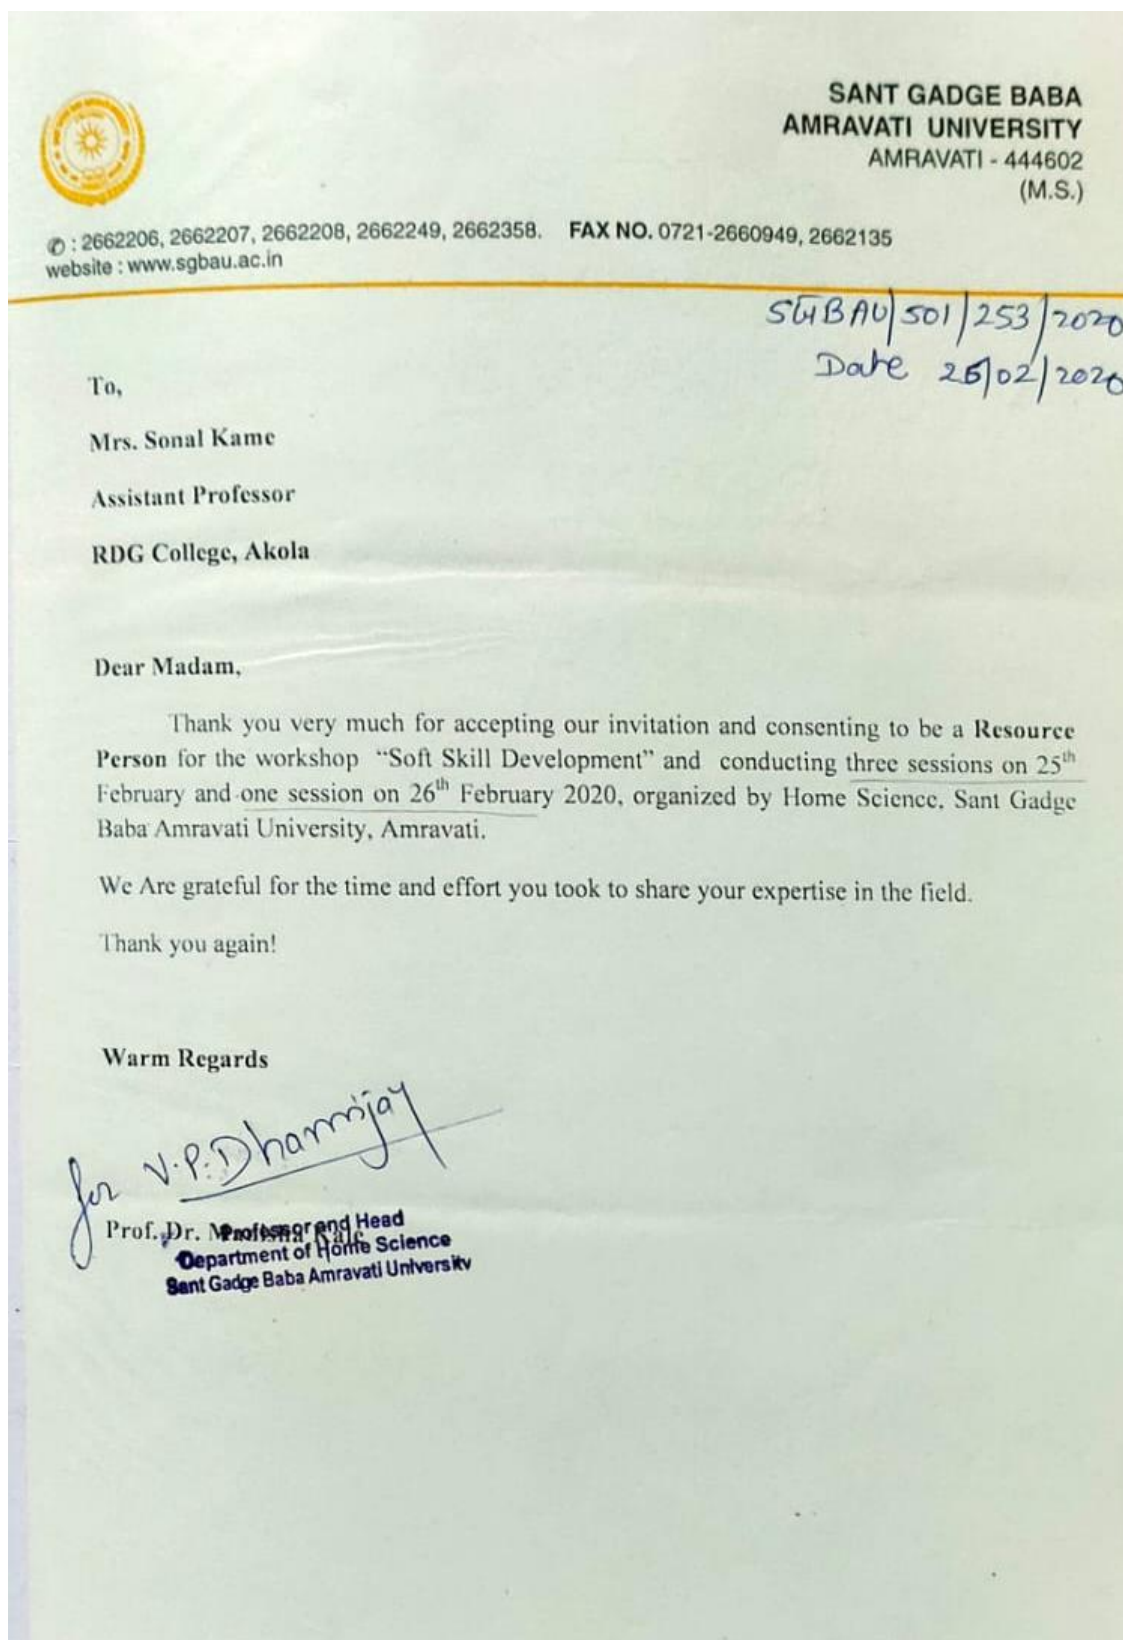 SANT GADGE BABA
AMRAVATI UNIVERSITY
AMRAVATI - 444602
(M.S.)
✆ : 2662206, 2662207, 2662208, 2662249, 2662358. FAX NO. 0721-2660949, 2662135
website : www.sgbau.ac.in
SGBAU/501/253/2020
Date 26/02/2020
To,
Mrs. Sonal Kame
Assistant Professor
RDG College, Akola
Dear Madam,
Thank you very much for accepting our invitation and consenting to be a Resource
Person for the workshop “Soft Skill Development” and conducting three sessions on 25th
February and one session on 26th February 2020, organized by Home Science, Sant Gadge
Baba Amravati University, Amravati.
We Are grateful for the time and effort you took to share your expertise in the field.
Thank you again!
Warm Regards
for V.P. Dhamijay
Prof. Dr. Kale
Professor and Head
Department of Home Science
Sant Gadge Baba Amravati University